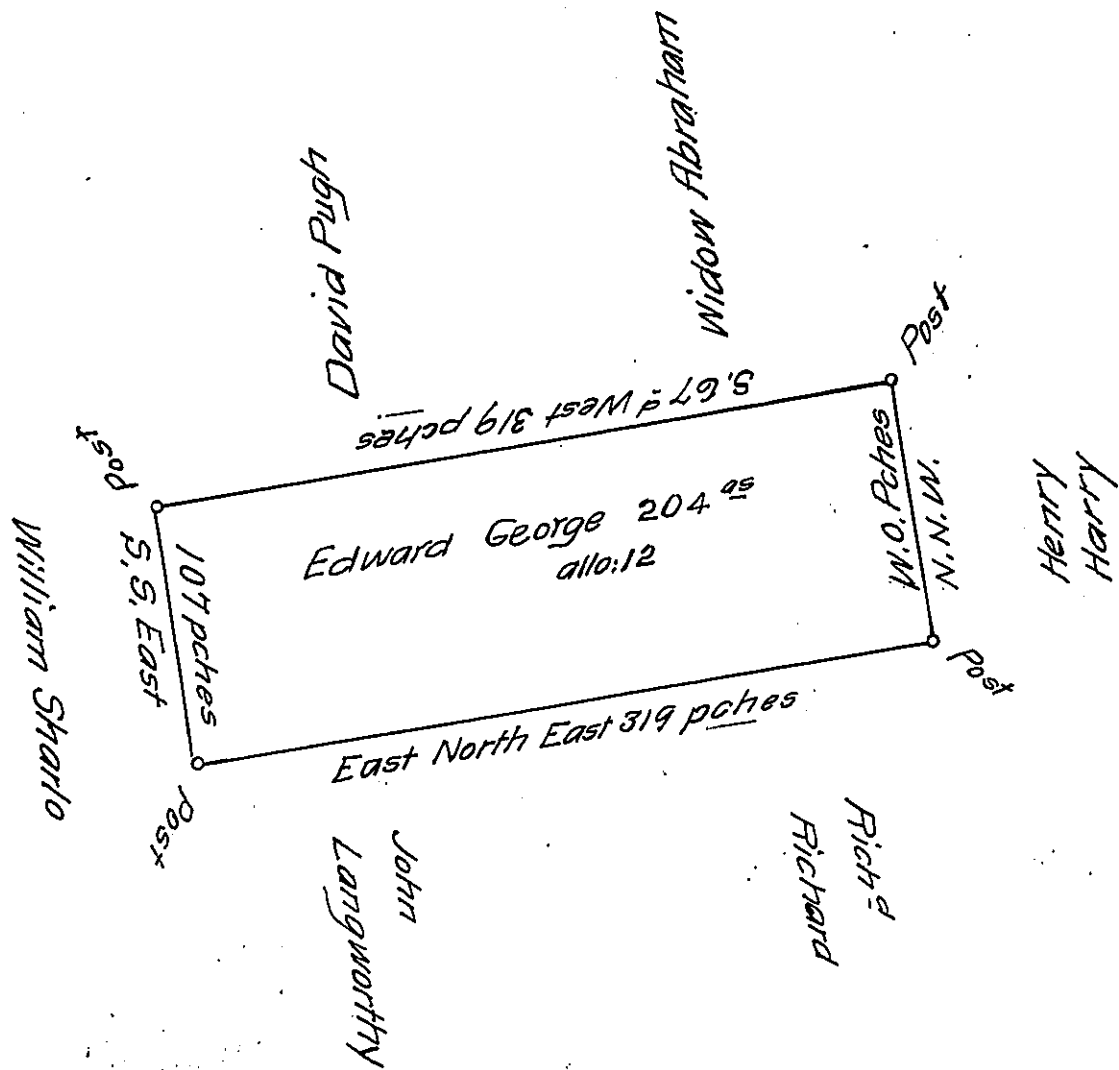 Widow Abraham
David Pugh
Post
S. 67 d West 319 pches
Post
W.O. Pches
N.N.W.
Henry
Harry
Edward George 204 as
allo:12
107 pches
S, S, East
William Sharlo
Post
East North East 319 pches
Post
John
Langworthy
Rich d
Richard